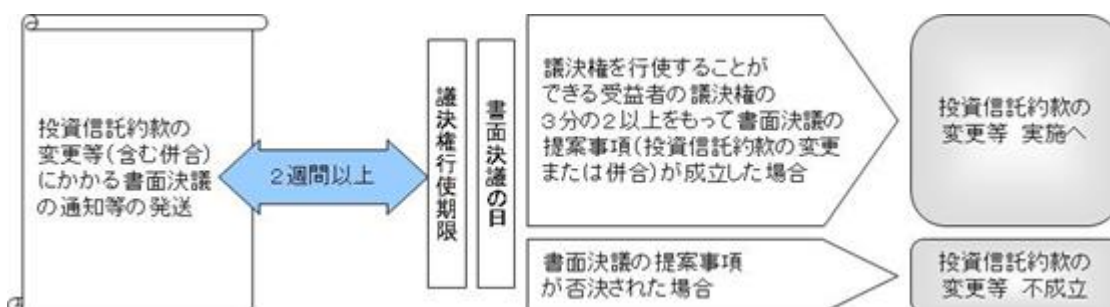 投資信託約款の
変更等(含む併合)
にかかる書面決議
の通知等の発送
2週間以上
議決権行使期限
書面決議の日
議決権を行使することが
できる受益者の議決権の
3分の2以上をもって書面決議の
提案事項(投資信託約款の変更
または併合)が成立した場合
投資信託約款の
変更等 実施へ
書面決議の提案事項
が否決された場合
投資信託約款の
変更等 不成立